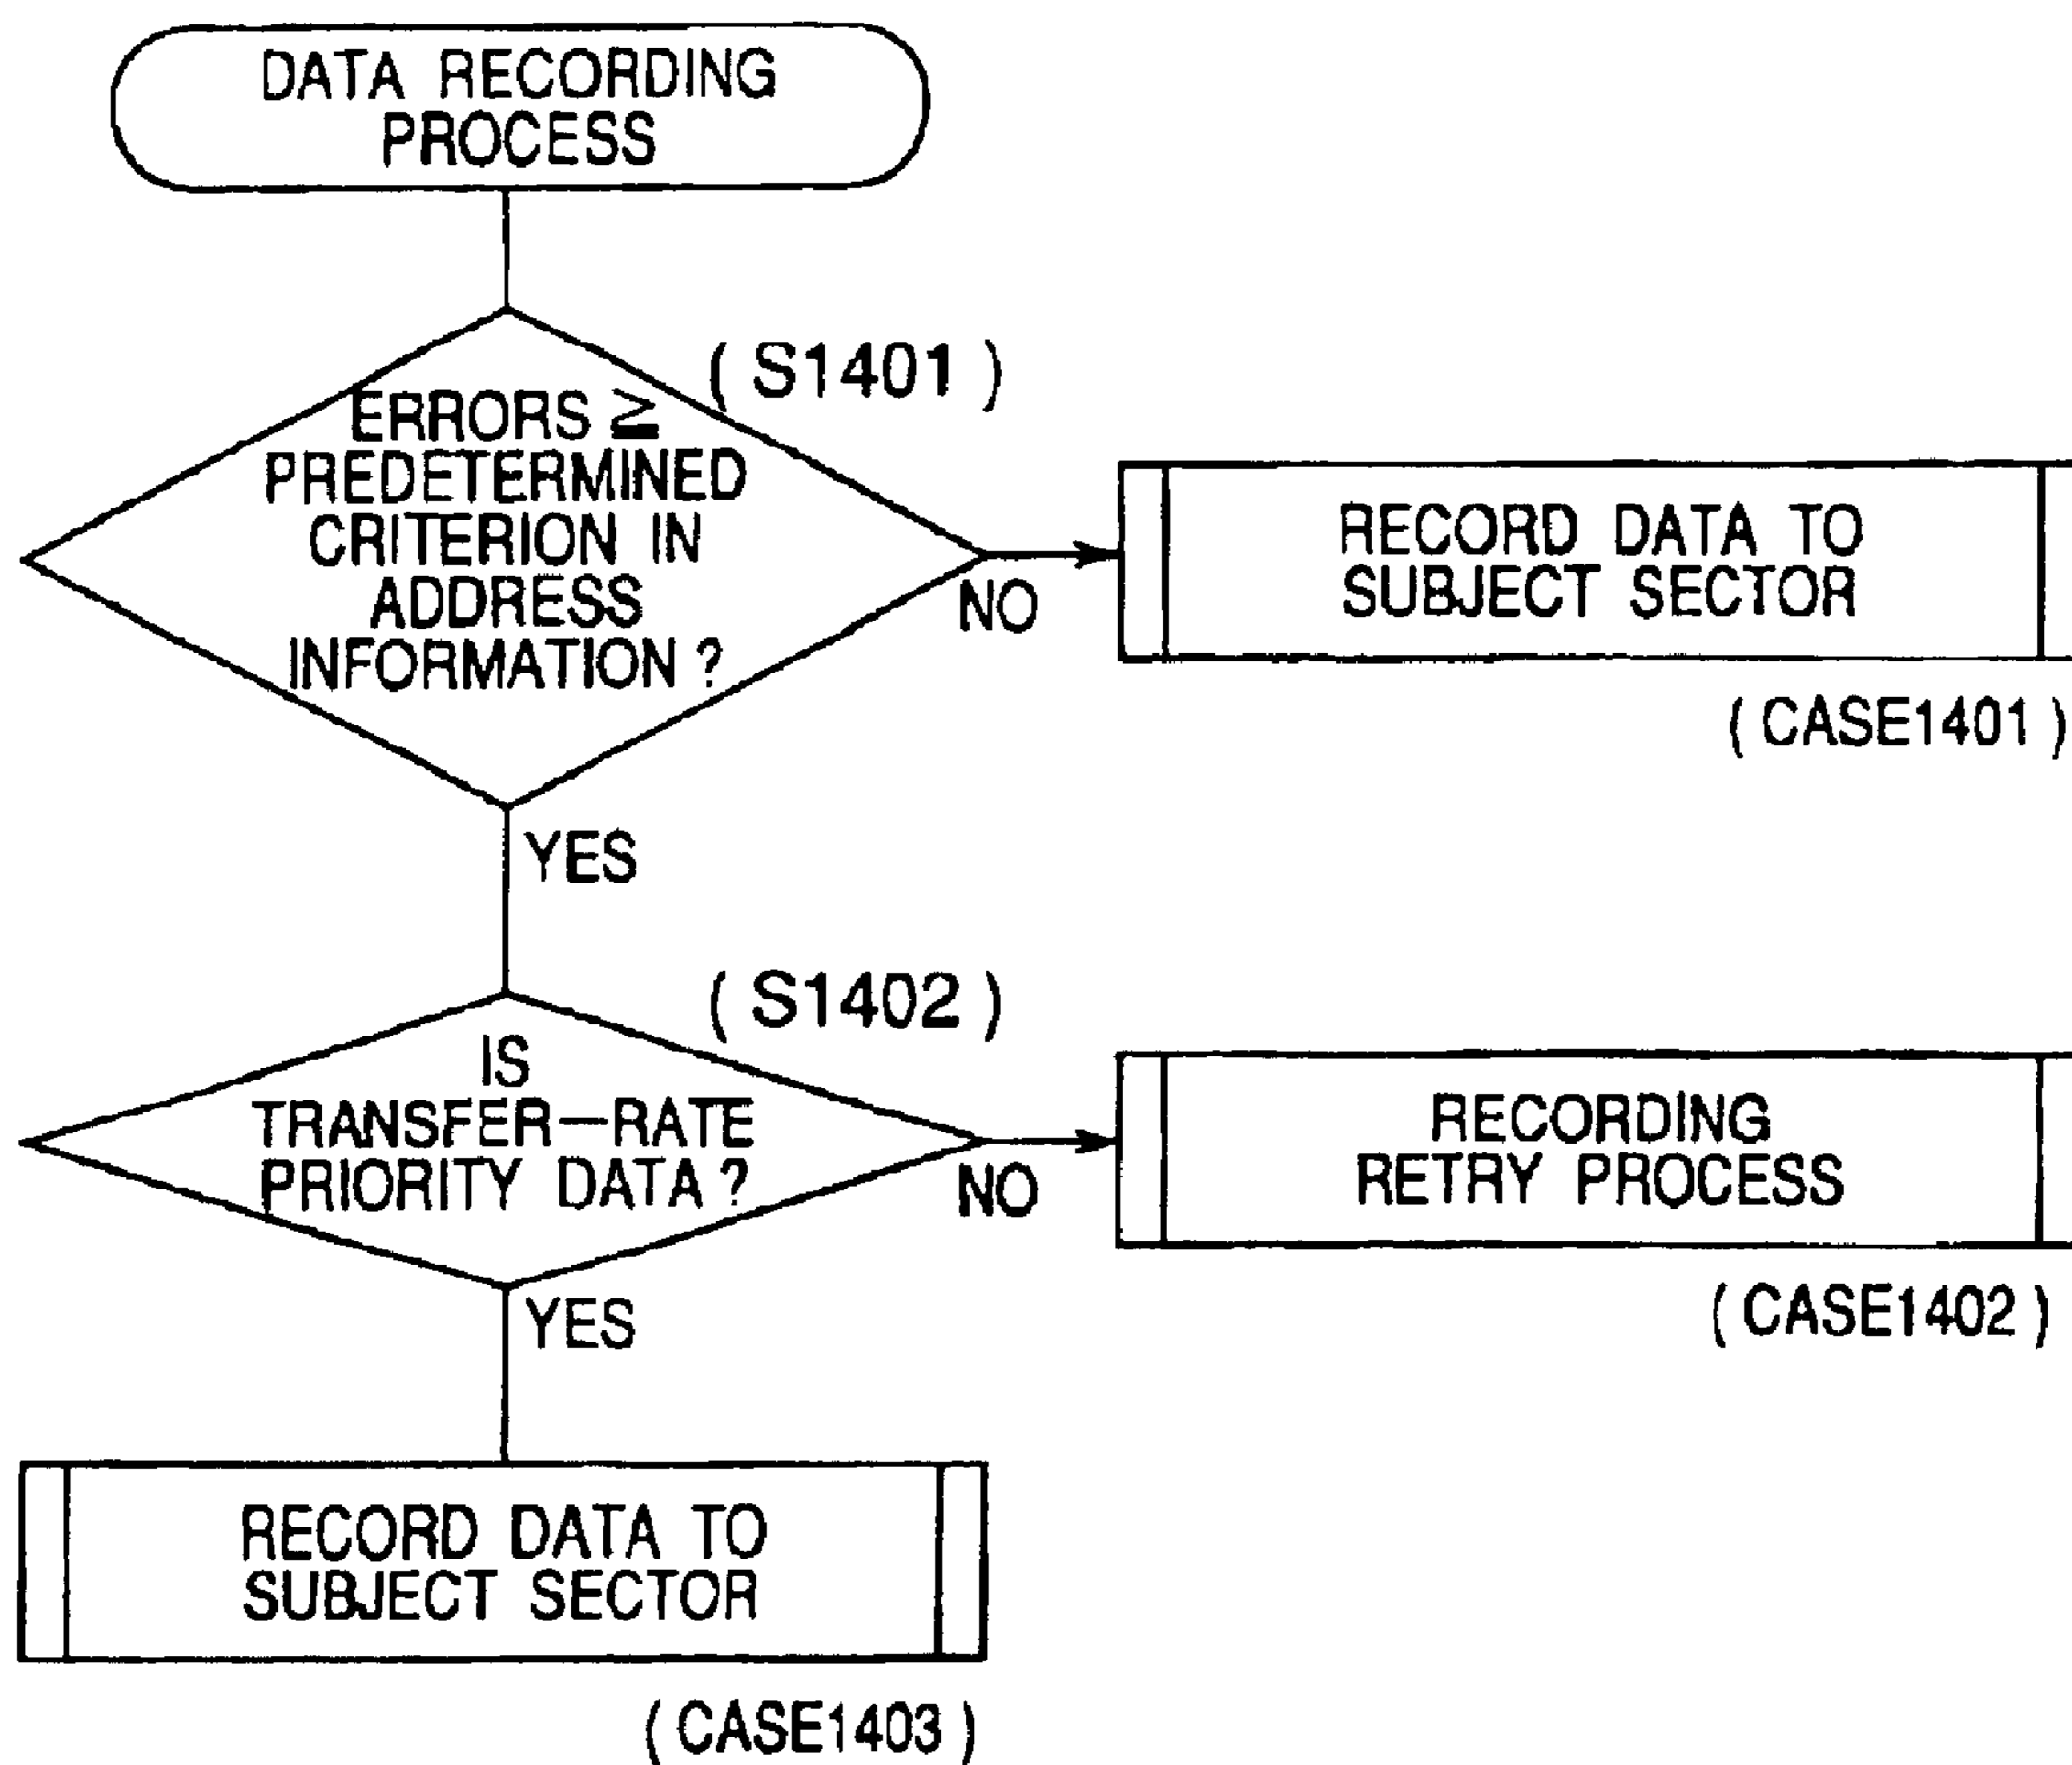 DATA RECORDING
PROCESS
( S1401 )
ERRORS ≧
PREDETERMINED
CRITERION IN
ADDRESS
INFORMATION ?
NO
RECORD DATA TO
SUBJECT SECTOR
( CASE1401 )
YES
( S1402 )
IS
TRANSFER–RATE
PRIORITY DATA ?
NO
RECORDING
RETRY PROCESS
( CASE1402 )
YES
RECORD DATA TO
SUBJECT SECTOR
( CASE1403 )